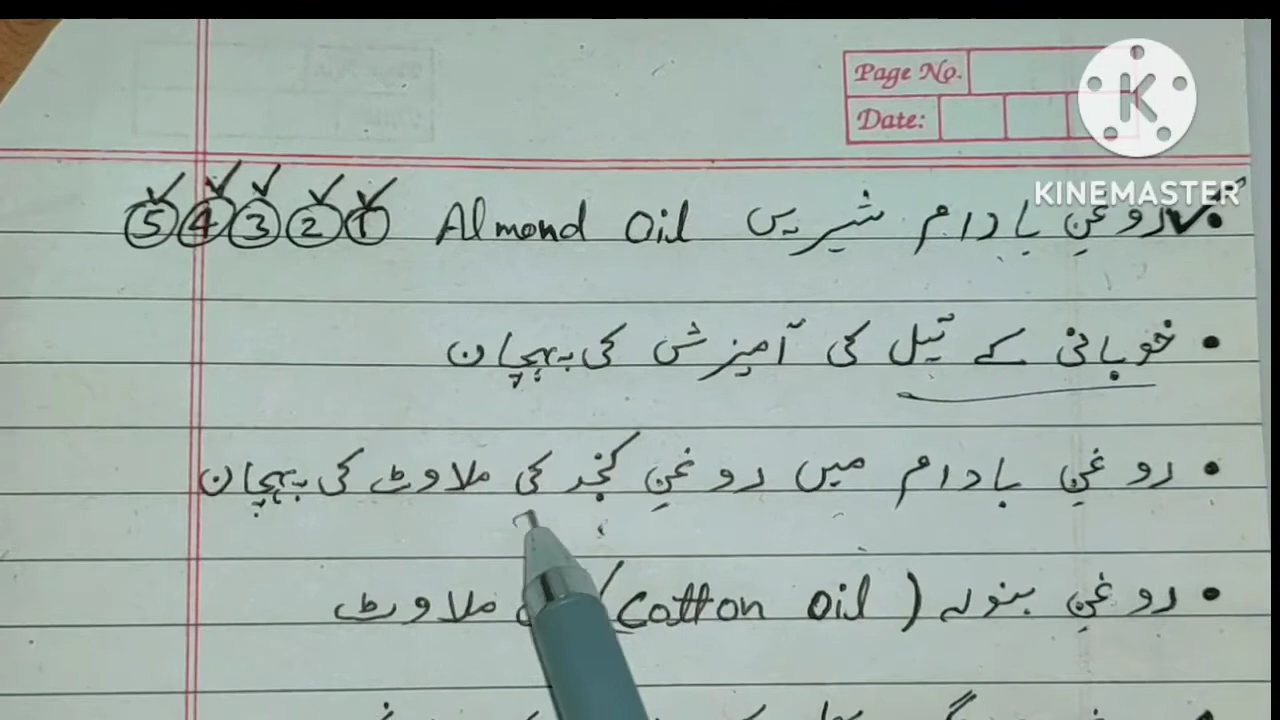 Page No.
Date:
KINEMASTER
روغنِ بادام شیریں Almond Oil ① ② ③ ④ ⑤
• خوبانی کے تیل کی آمیزش کی پہچان
• روغنِ بادام میں روغنِ کنجد کی ملاوٹ کی پہچان
• روغنِ بنولہ (Cotton Oil) ملاوٹ